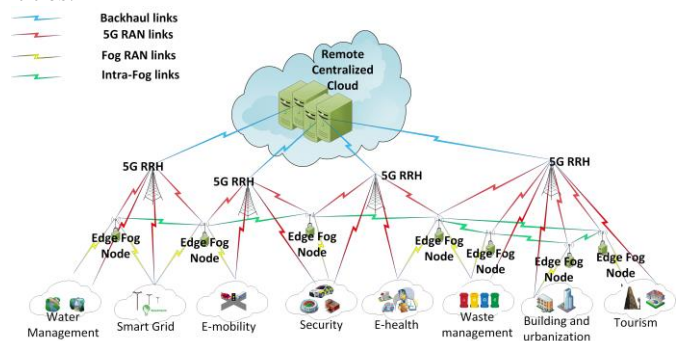 Backhaul links
5G RAN links
Fog RAN links
Intra-Fog links
Remote
Centralized
Cloud
5G RRH
5G RRH
5G RRH
5G RRH
Edge Fog
Node
Edge Fog
Node
Edge Fog
Node
Edge Fog
Node
Edge Fog
Node
Edge Fog
Node
Edge Fog
Node
Water
Management
Smart Grid
E-mobility
Security
E-health
Waste
management
Building and
urbanization
Tourism